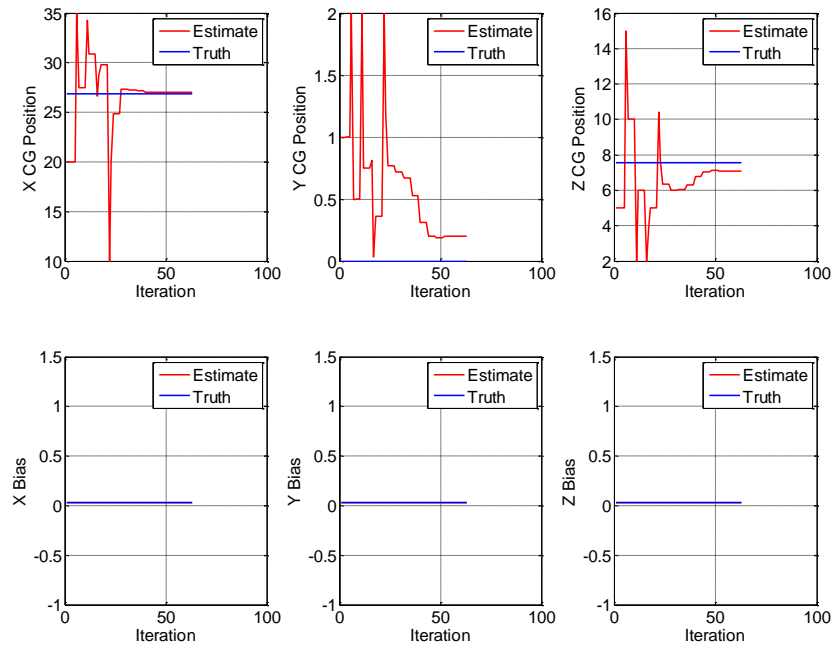 35
30
25
20
15
10
0
50
100
X CG Position
Iteration
Estimate
Truth
2
1.5
1
0.5
0
0
50
100
Y CG Position
Iteration
Estimate
Truth
16
14
12
10
8
6
4
2
0
50
100
Z CG Position
Iteration
Estimate
Truth
1.5
1
0.5
0
-0.5
-1
0
50
100
X Bias
Iteration
Estimate
Truth
1.5
1
0.5
0
-0.5
-1
0
50
100
Y Bias
Iteration
Estimate
Truth
1.5
1
0.5
0
-0.5
-1
0
50
100
Z Bias
Iteration
Estimate
Truth